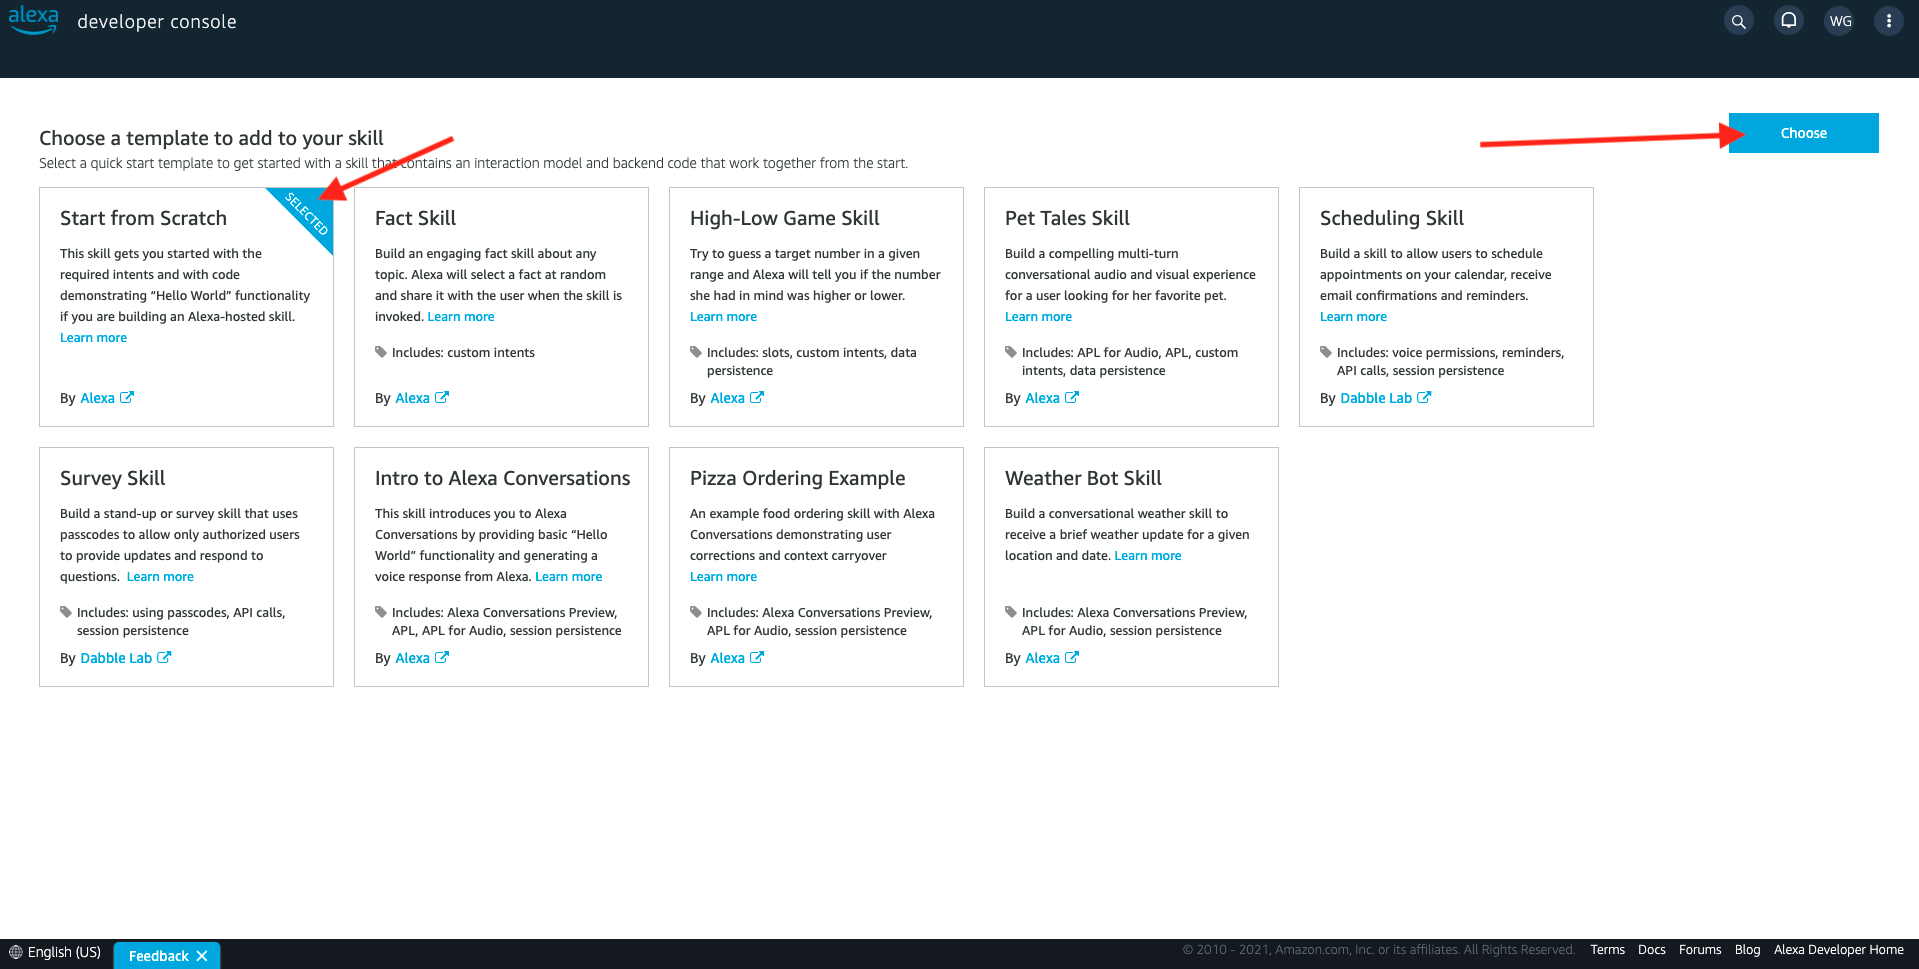 alexa
developer console
WG
Choose a template to add to your skill
Select a quick start template to get started with a skill that contains an interaction model and backend code that work together from the start.
Choose
SELECTED
Start from Scratch
This skill gets you started with the
required intents and with code
demonstrating “Hello World” functionality
if you are building an Alexa-hosted skill.
Learn more
By Alexa
Fact Skill
Build an engaging fact skill about any
topic. Alexa will select a fact at random
and share it with the user when the skill is
invoked. Learn more
Includes: custom intents
By Alexa
High-Low Game Skill
Try to guess a target number in a given
range and Alexa will tell you if the number
she had in mind was higher or lower.
Learn more
Includes: slots, custom intents, data
persistence
By Alexa
Pet Tales Skill
Build a compelling multi-turn
conversational audio and visual experience
for a user looking for her favorite pet.
Learn more
Includes: APL for Audio, APL, custom
intents, data persistence
By Alexa
Scheduling Skill
Build a skill to allow users to schedule
appointments on your calendar, receive
email confirmations and reminders.
Learn more
Includes: voice permissions, reminders,
API calls, session persistence
By Dabble Lab
Survey Skill
Build a stand-up or survey skill that uses
passcodes to allow only authorized users
to provide updates and respond to
questions. Learn more
Includes: using passcodes, API calls,
session persistence
By Dabble Lab
Intro to Alexa Conversations
This skill introduces you to Alexa
Conversations by providing basic “Hello
World” functionality and generating a
voice response from Alexa. Learn more
Includes: Alexa Conversations Preview,
APL, APL for Audio, session persistence
By Alexa
Pizza Ordering Example
An example food ordering skill with Alexa
Conversations demonstrating user
corrections and context carryover
Learn more
Includes: Alexa Conversations Preview,
APL for Audio, session persistence
By Alexa
Weather Bot Skill
Build a conversational weather skill to
receive a brief weather update for a given
location and date. Learn more
Includes: Alexa Conversations Preview,
APL for Audio, session persistence
By Alexa
English (US)
Feedback
© 2010 - 2021, Amazon.com, Inc. or its affiliates. All Rights Reserved.
Terms Docs Forums Blog Alexa Developer Home